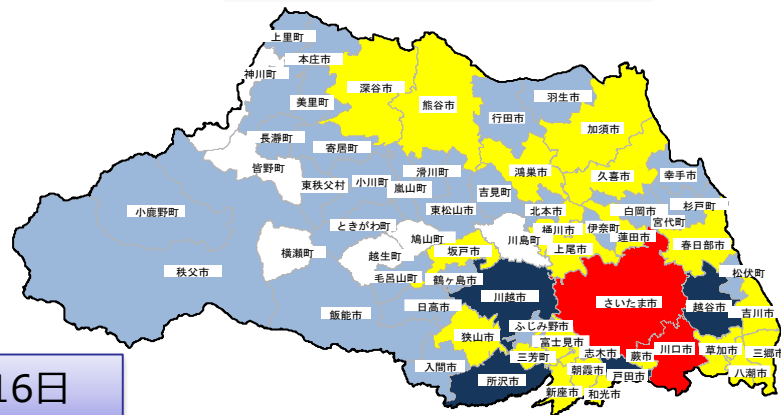 上里町
本庄市
神川町
深谷市
熊谷市
美里町
行田市
羽生市
加須市
長瀞町
寄居町
皆野町
滑川町
鴻巣市
久喜市
幸手市
東秩父村
小川町
嵐山町
吉見町
小鹿野町
東松山市
北本市
白岡市
杉戸町
ときがわ町
桶川市
伊奈町
宮代町
鳩山町
川島町
蓮田市
横瀬町
越生町
坂戸市
上尾市
春日部市
秩父市
毛呂山町
鶴ヶ島市
松伏町
川越市
さいたま市
越谷市
日高市
飯能市
吉川市
ふじみ野市
狭山市
富士見市
三芳町
志木市
蕨市
川口市
草加市
三郷市
入間市
朝霞市
戸田市
八潮市
所沢市
新座市
和光市
16日